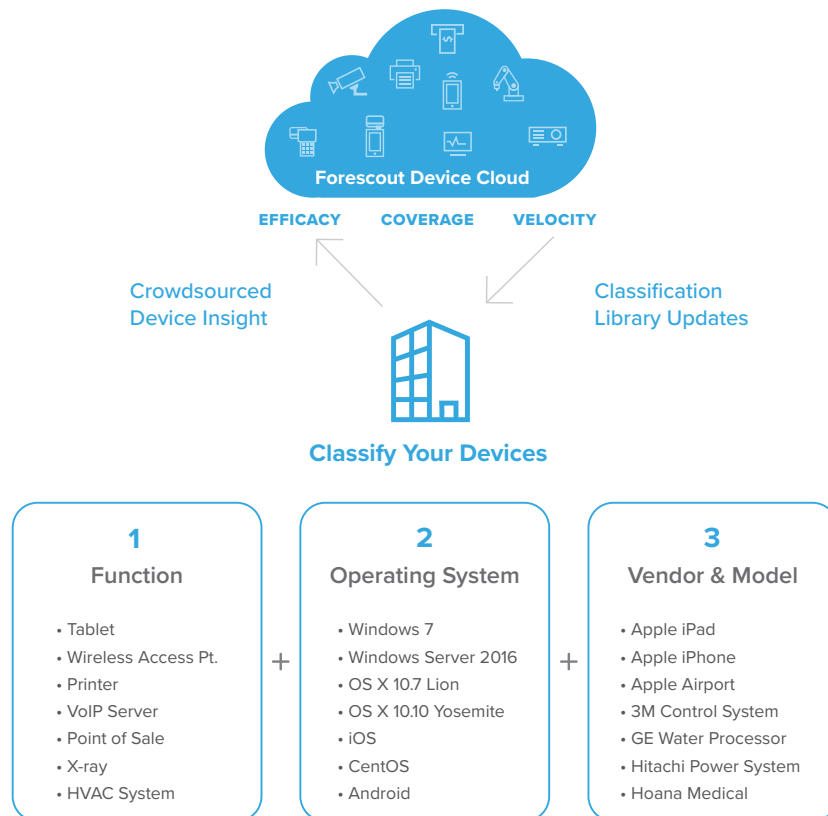 Forescout Device Cloud
EFFICACY COVERAGE VELOCITY
Crowdsourced
Device Insight
Classification
Library Updates
Classify Your Devices
1
Function
• Tablet
• Wireless Access Pt.
• Printer
• VoIP Server
• Point of Sale
• X-ray
• HVAC System
+
2
Operating System
• Windows 7
• Windows Server 2016
• OS X 10.7 Lion
• OS X 10.10 Yosemite
• iOS
• CentOS
• Android
+
3
Vendor & Model
• Apple iPad
• Apple iPhone
• Apple Airport
• 3M Control System
• GE Water Processor
• Hitachi Power System
• Hoana Medical